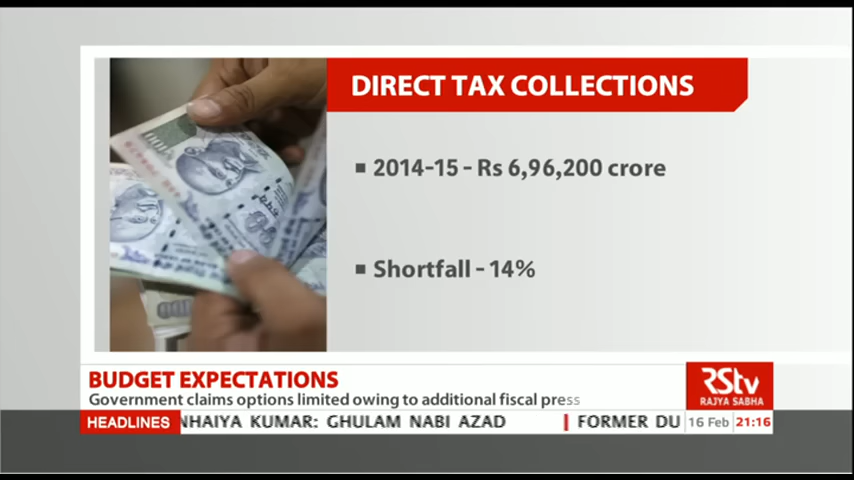 DIRECT TAX COLLECTIONS
2014-15 - Rs 6,96,200 crore
Shortfall - 14%
BUDGET EXPECTATIONS
Government claims options limited owing to additional fiscal press
RStv
RAJYA SABHA
HEADLINES NHAIYA KUMAR: GHULAM NABI AZAD | FORMER DU 16 Feb 21:16